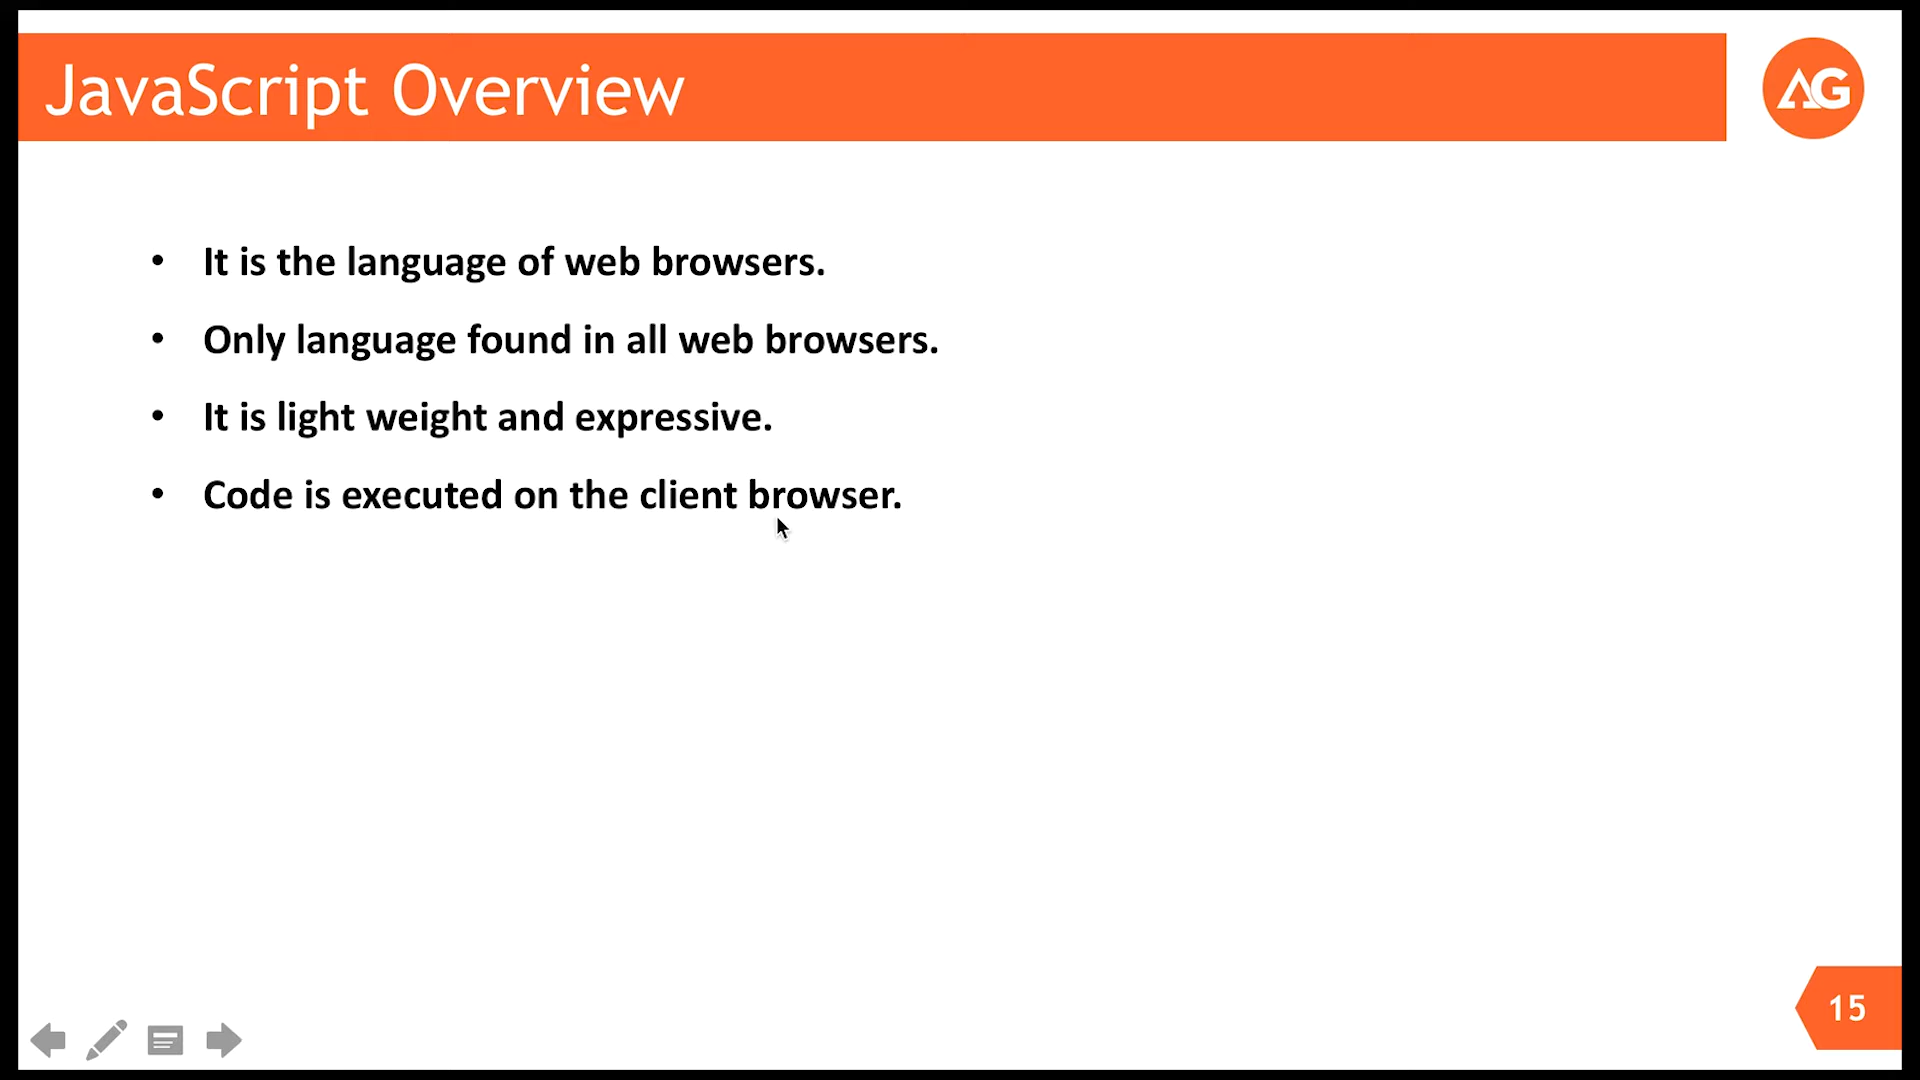 JavaScript Overview
AG
• It is the language of web browsers.
• Only language found in all web browsers.
• It is light weight and expressive.
• Code is executed on the client browser.
15